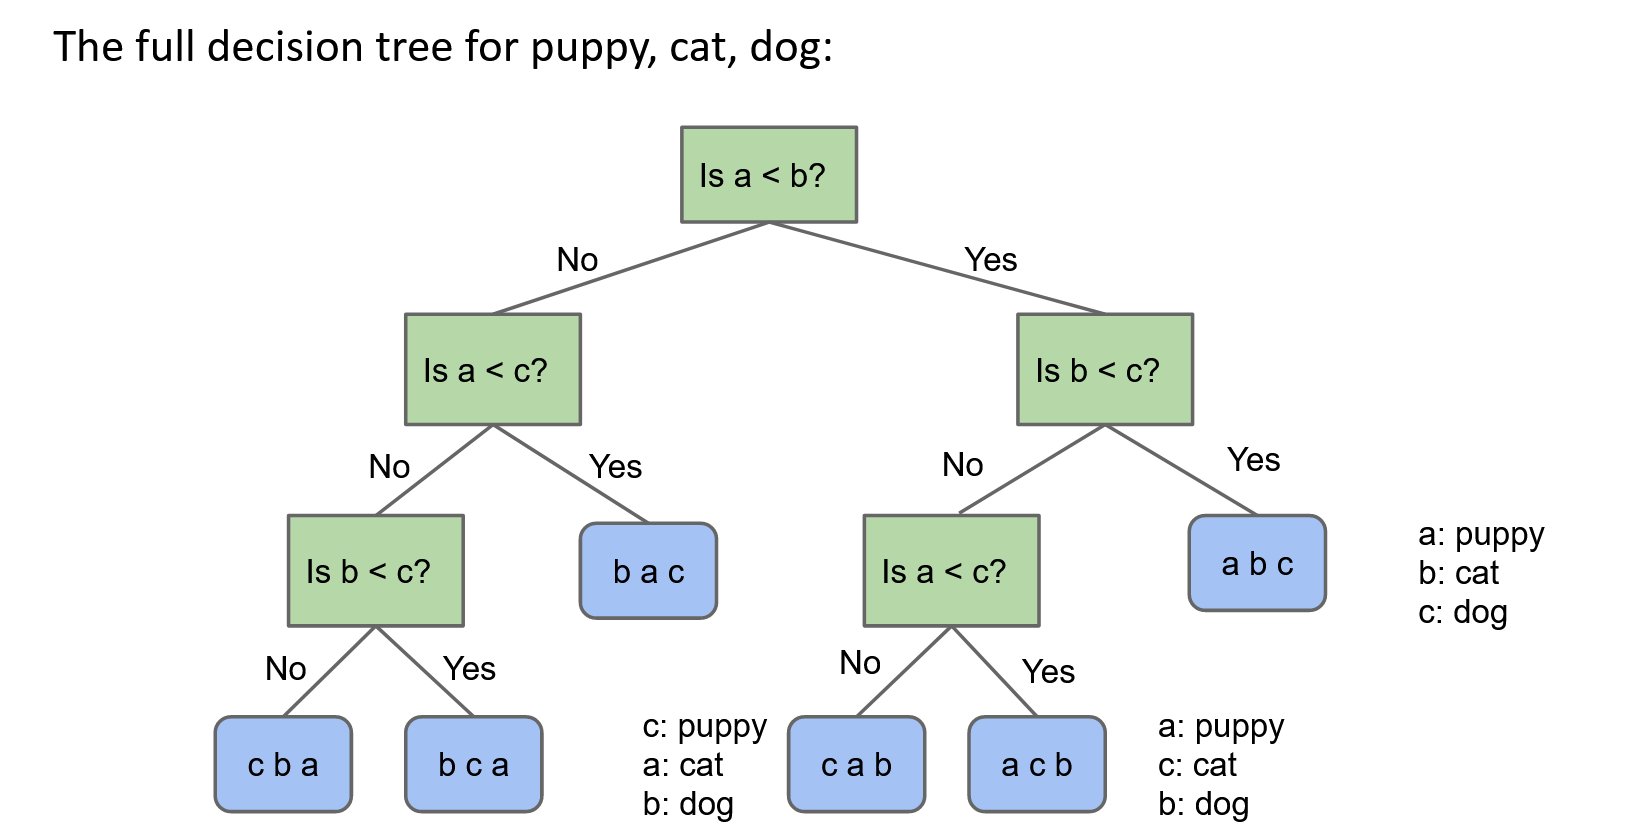 The full decision tree for puppy, cat, dog:
Is a < b?
No
Yes
Is a < c?
Is b < c?
No
Yes
No
Yes
Is b < c?
b a c
Is a < c?
a b c
a: puppy
b: cat
c: dog
No
Yes
No
Yes
c b a
b c a
c: puppy
a: cat
b: dog
c a b
a c b
a: puppy
c: cat
b: dog